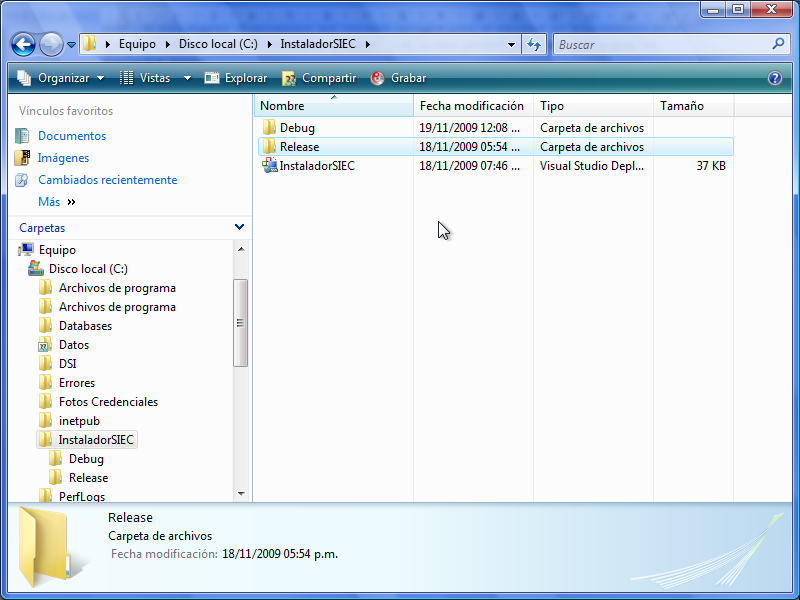 Equipo Disco local (C:) InstaladorSIEC
Buscar
Organizar Vistas Explorar Compartir Grabar
Vínculos favoritos
Documentos
Imágenes
Cambiados recientemente
Más »
Carpetas
Equipo
Disco local (C:)
Archivos de programa
Archivos de programa
Databases
Datos
DSI
Errores
Fotos Credenciales
inetpub
InstaladorSIEC
Debug
Release
PerfLogs
Nombre Fecha modificación Tipo Tamaño
Debug 19/11/2009 12:08 ... Carpeta de archivos
Release 18/11/2009 05:54 ... Carpeta de archivos
InstaladorSIEC 18/11/2009 07:46 ... Visual Studio Depl... 37 KB
Release
Carpeta de archivos
Fecha modificación: 18/11/2009 05:54 p.m.